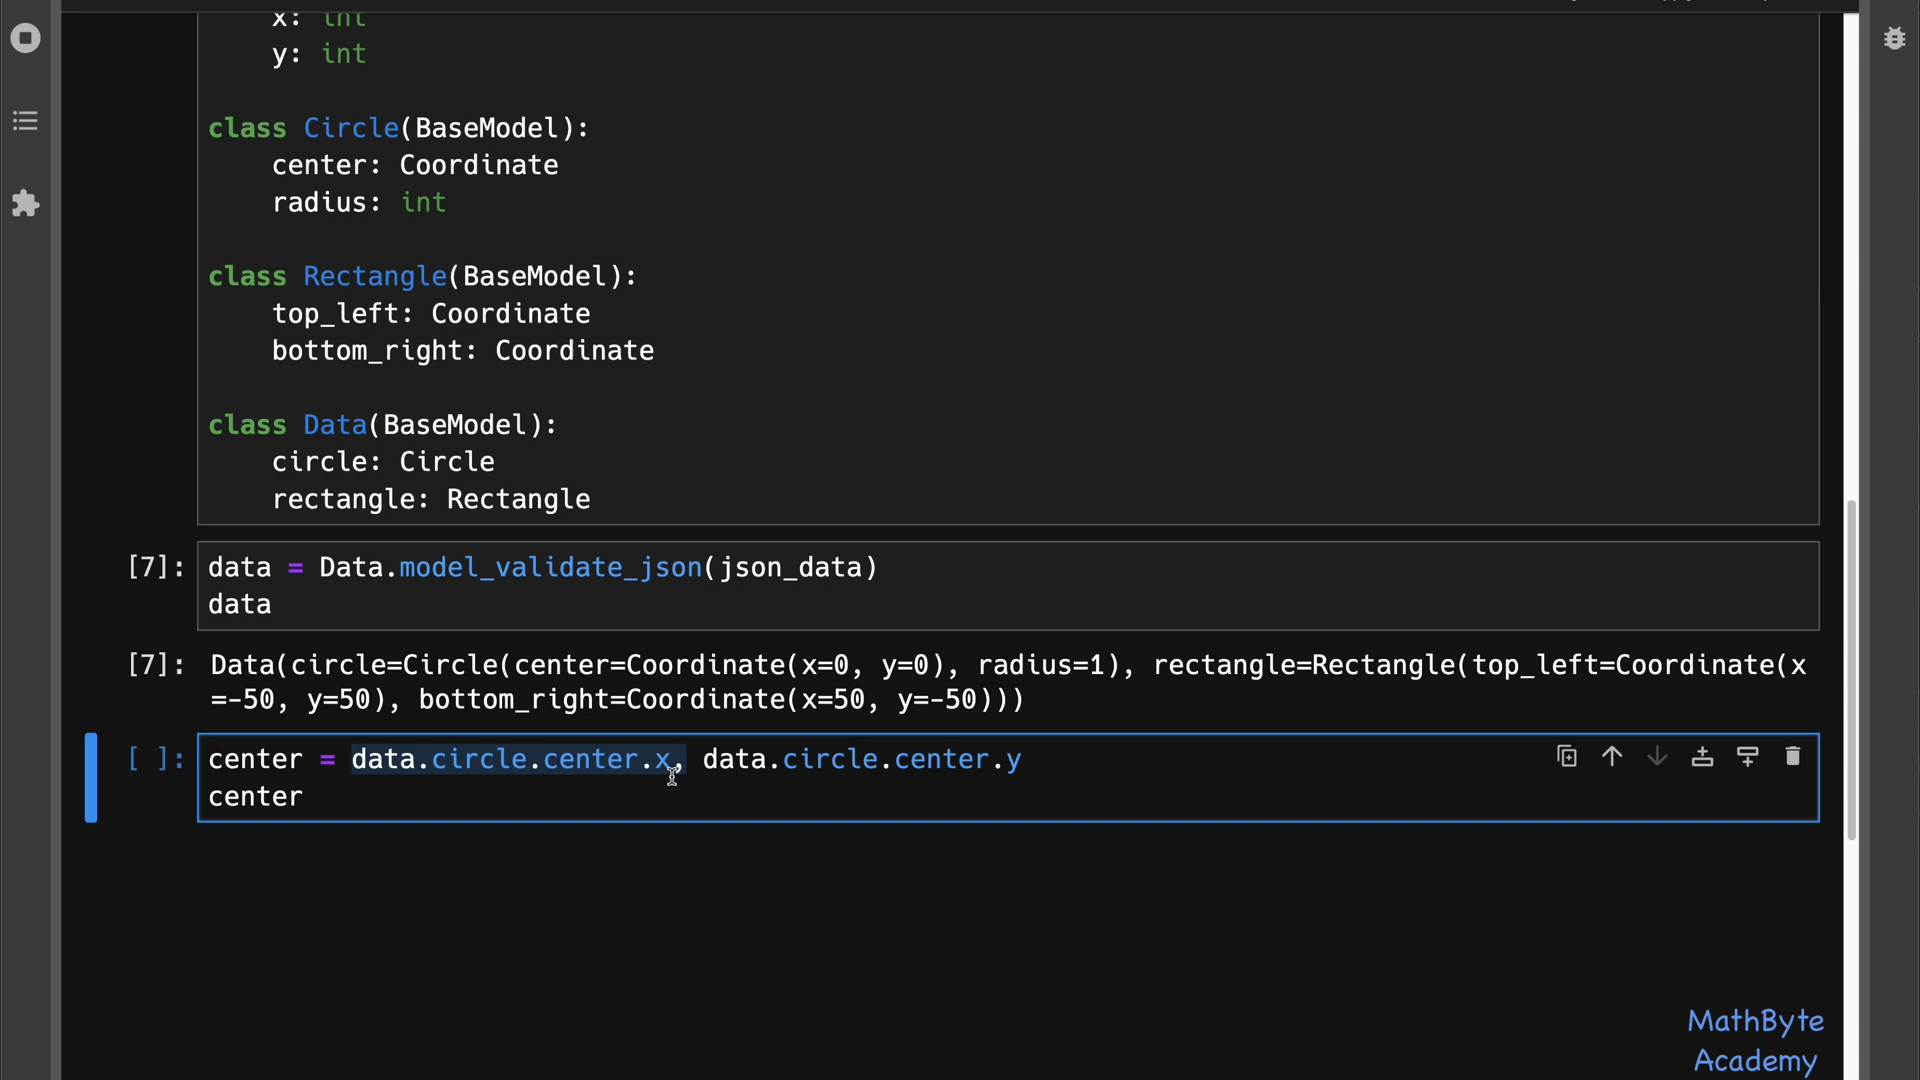 x: int
    y: int
class Circle(BaseModel):
    center: Coordinate
    radius: int
class Rectangle(BaseModel):
    top_left: Coordinate
    bottom_right: Coordinate
class Data(BaseModel):
    circle: Circle
    rectangle: Rectangle
[7]: data = Data.model_validate_json(json_data)
data
[7]: Data(circle=Circle(center=Coordinate(x=0, y=0), radius=1), rectangle=Rectangle(top_left=Coordinate(x
=-50, y=50), bottom_right=Coordinate(x=50, y=-50)))
[ ]: center = data.circle.center.x, data.circle.center.y
center
MathByte
Academy